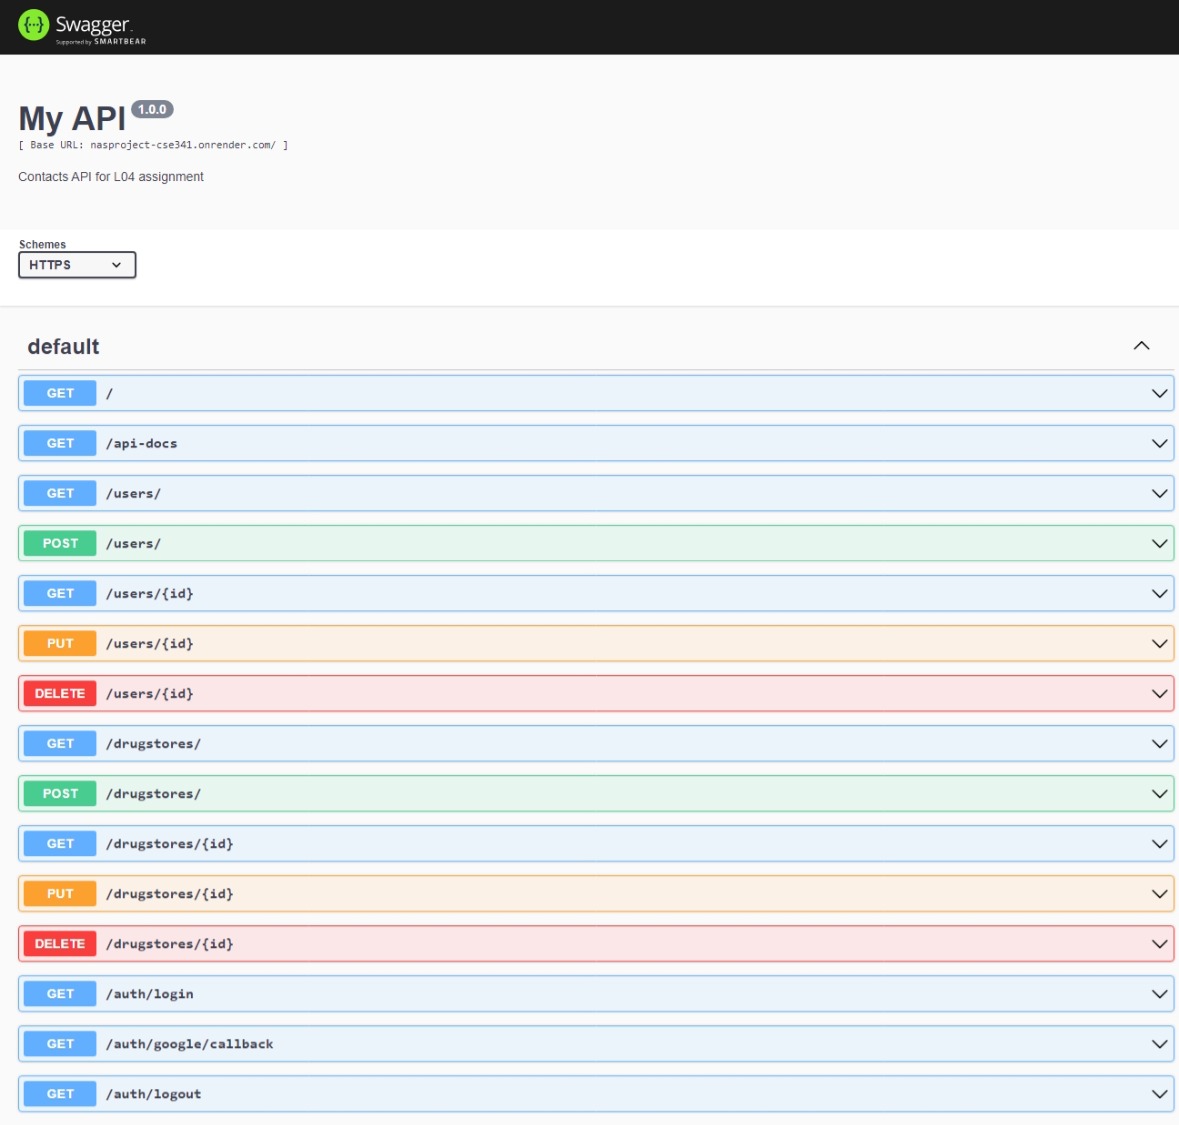 Swagger
Supported by SMARTBEAR
My API 1.0.0
[ Base URL: nasproject-cse341.onrender.com/ ]
Contacts API for L04 assignment
Schemes
HTTPS
default
GET /
GET /api-docs
GET /users/
POST /users/
GET /users/{id}
PUT /users/{id}
DELETE /users/{id}
GET /drugstores/
POST /drugstores/
GET /drugstores/{id}
PUT /drugstores/{id}
DELETE /drugstores/{id}
GET /auth/login
GET /auth/google/callback
GET /auth/logout